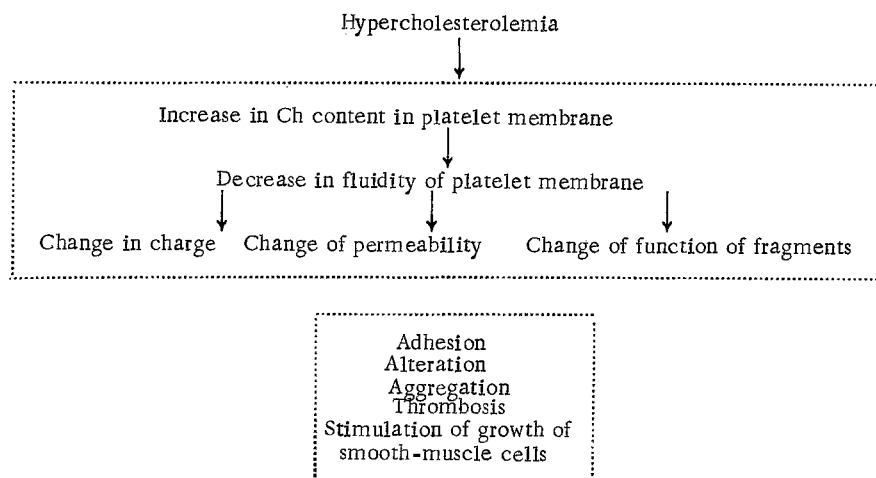 Hypercholesterolemia
Increase in Ch content in platelet membrane
Decrease in fluidity of platelet membrane
Change in charge Change of permeability Change of function of fragments
Adhesion
Alteration
Aggregation
Thrombosis
Stimulation of growth of
smooth-muscle cells